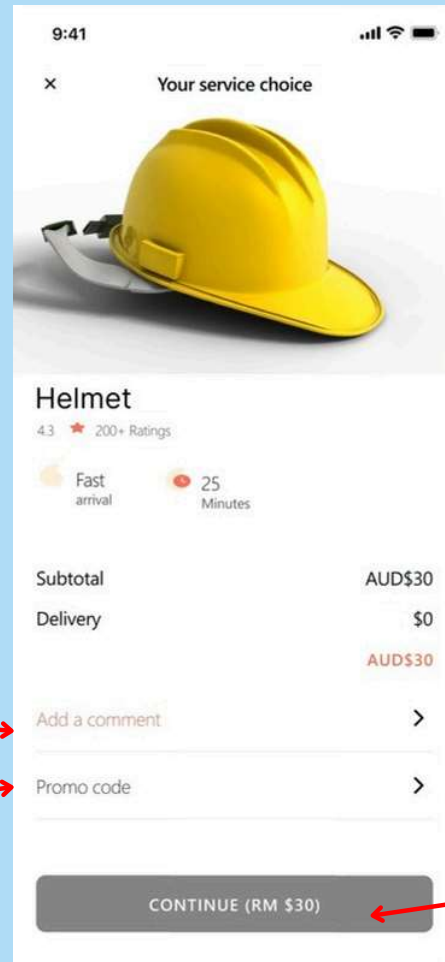 9:41
Your service choice
Helmet
4.3 200+ Ratings
Fast
arrival
25
Minutes
Subtotal AUD$30
Delivery $0
AUD$30
Add a comment
Promo code
CONTINUE (RM $30)